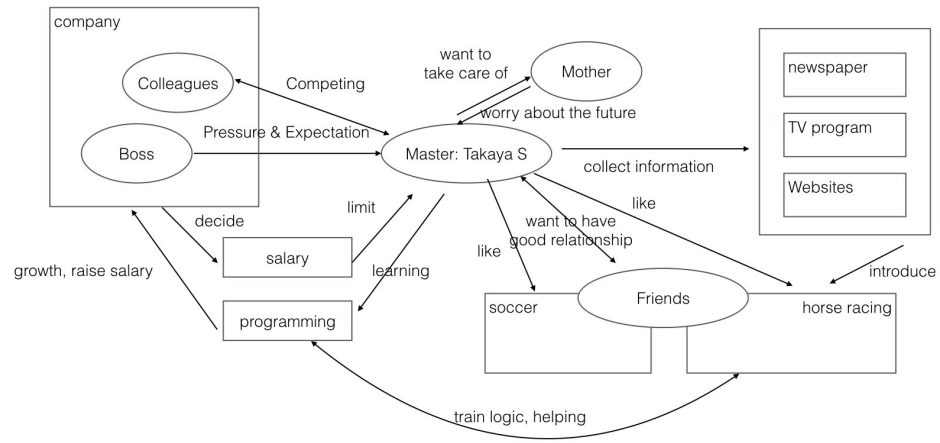 company
Colleagues
Boss
Competing
Pressure & Expectation
want to
take care of
Mother
worry about the future
Master: Takaya S
collect information
newspaper
TV program
Websites
decide
limit
salary
growth, raise salary
learning
programming
like
want to have
good relationship
like
introduce
soccer
Friends
horse racing
train logic, helping